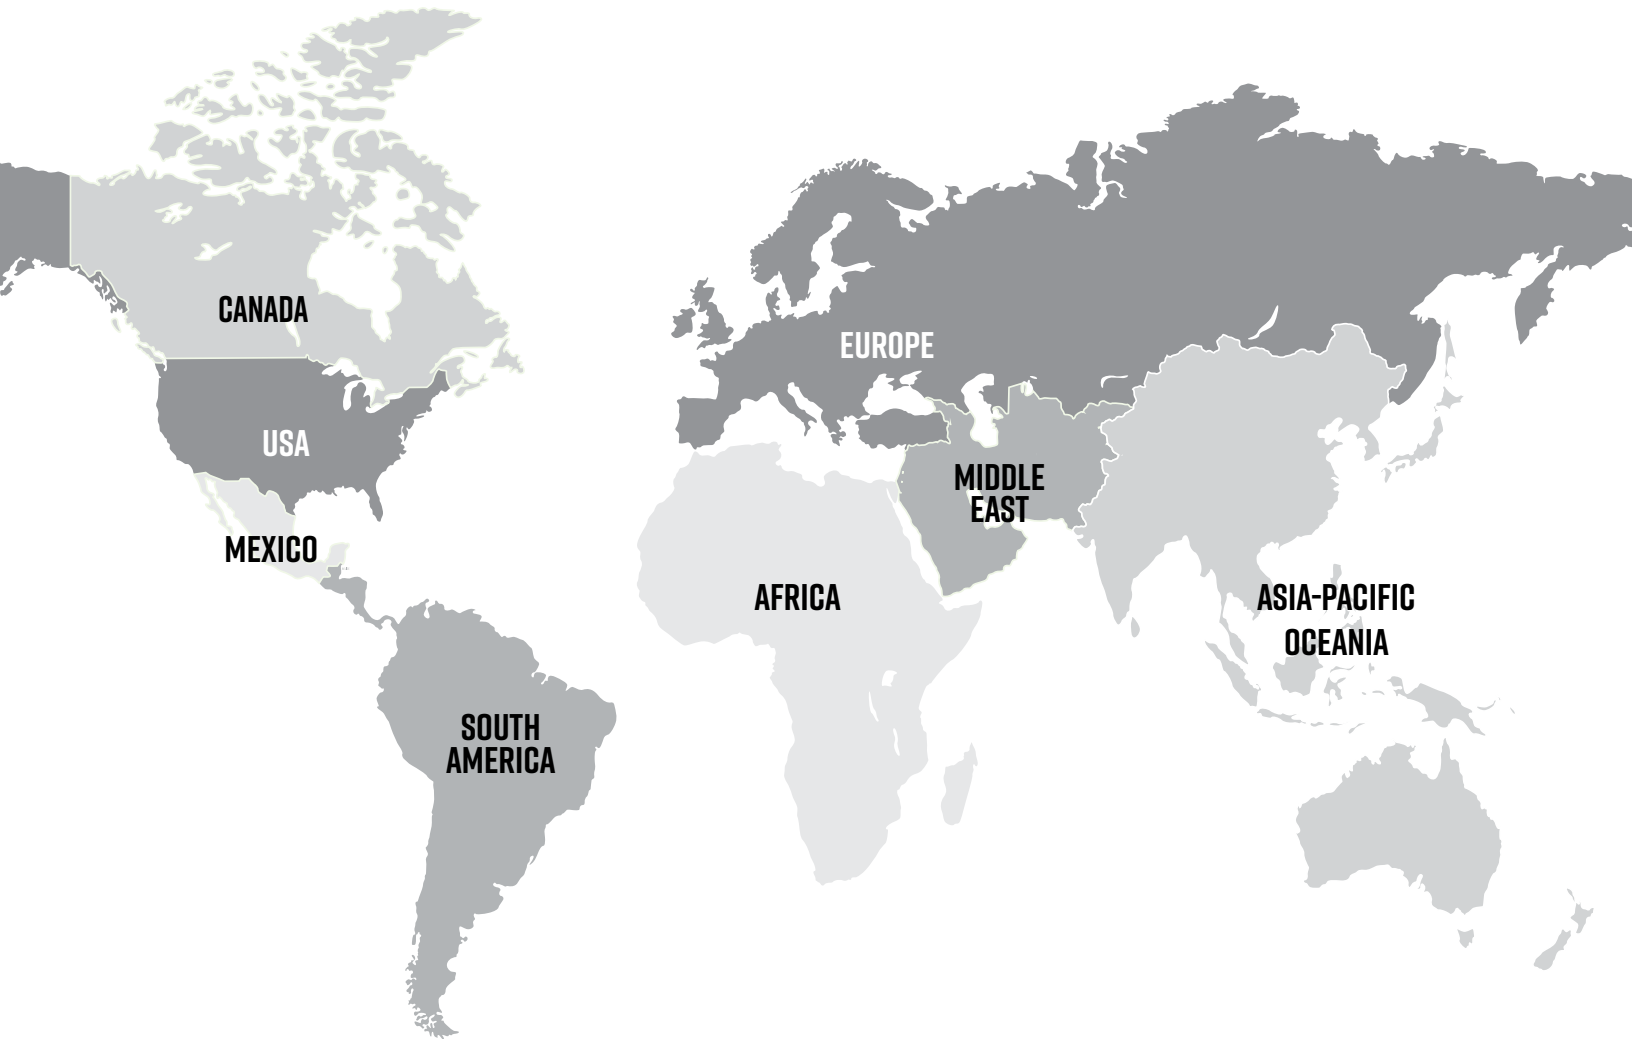 CANADA
EUROPE
USA
MIDDLE
EAST
MEXICO
AFRICA
ASIA-PACIFIC
OCEANIA
SOUTH
AMERICA